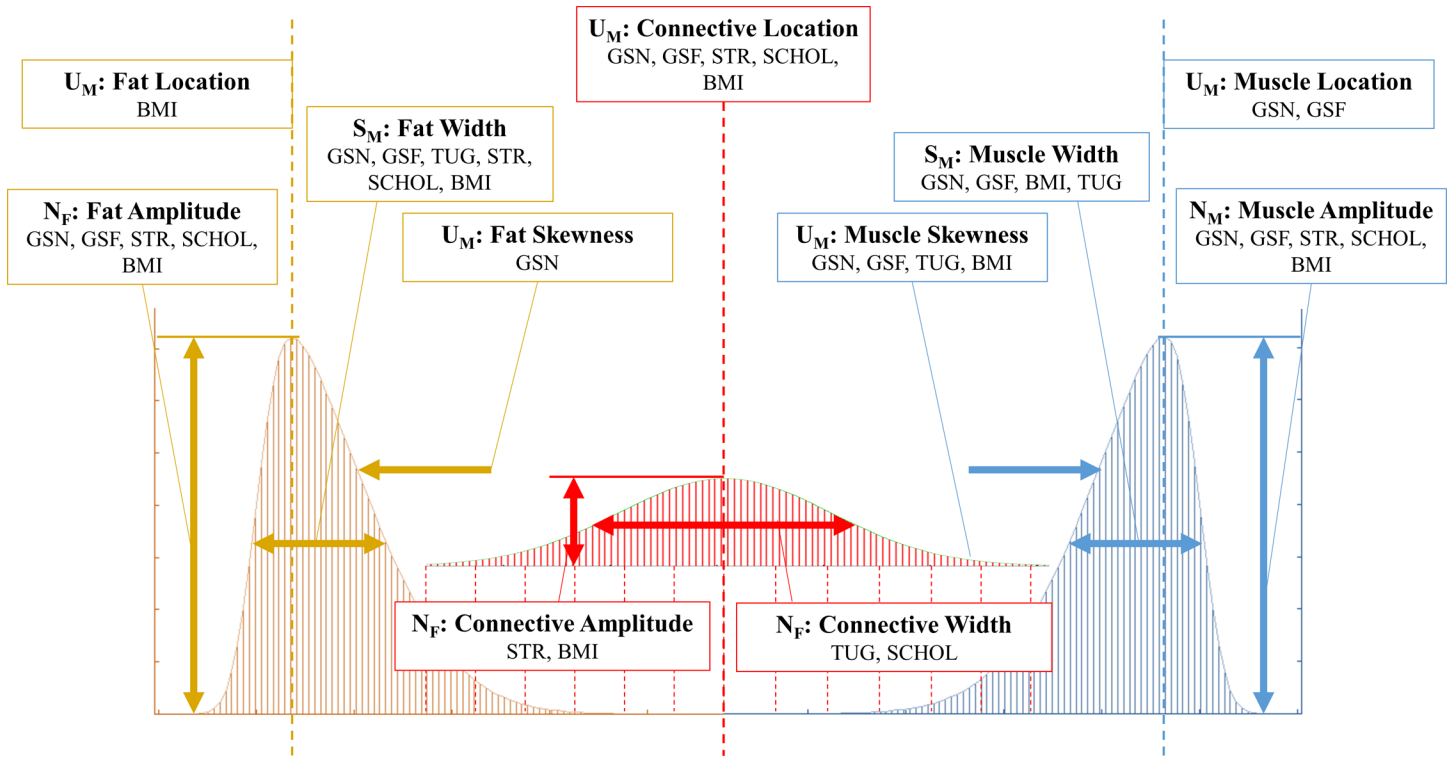 U_M: Connective Location
GSN, GSF, STR, SCHOL,
BMI
U_M: Fat Location
BMI
U_M: Muscle Location
GSN, GSF
S_M: Fat Width
GSN, GSF, TUG, STR,
SCHOL, BMI
S_M: Muscle Width
GSN, GSF, BMI, TUG
N_F: Fat Amplitude
GSN, GSF, STR, SCHOL,
BMI
U_M: Fat Skewness
GSN
U_M: Muscle Skewness
GSN, GSF, TUG, BMI
N_M: Muscle Amplitude
GSN, GSF, STR, SCHOL,
BMI
N_F: Connective Amplitude
STR, BMI
N_F: Connective Width
TUG, SCHOL